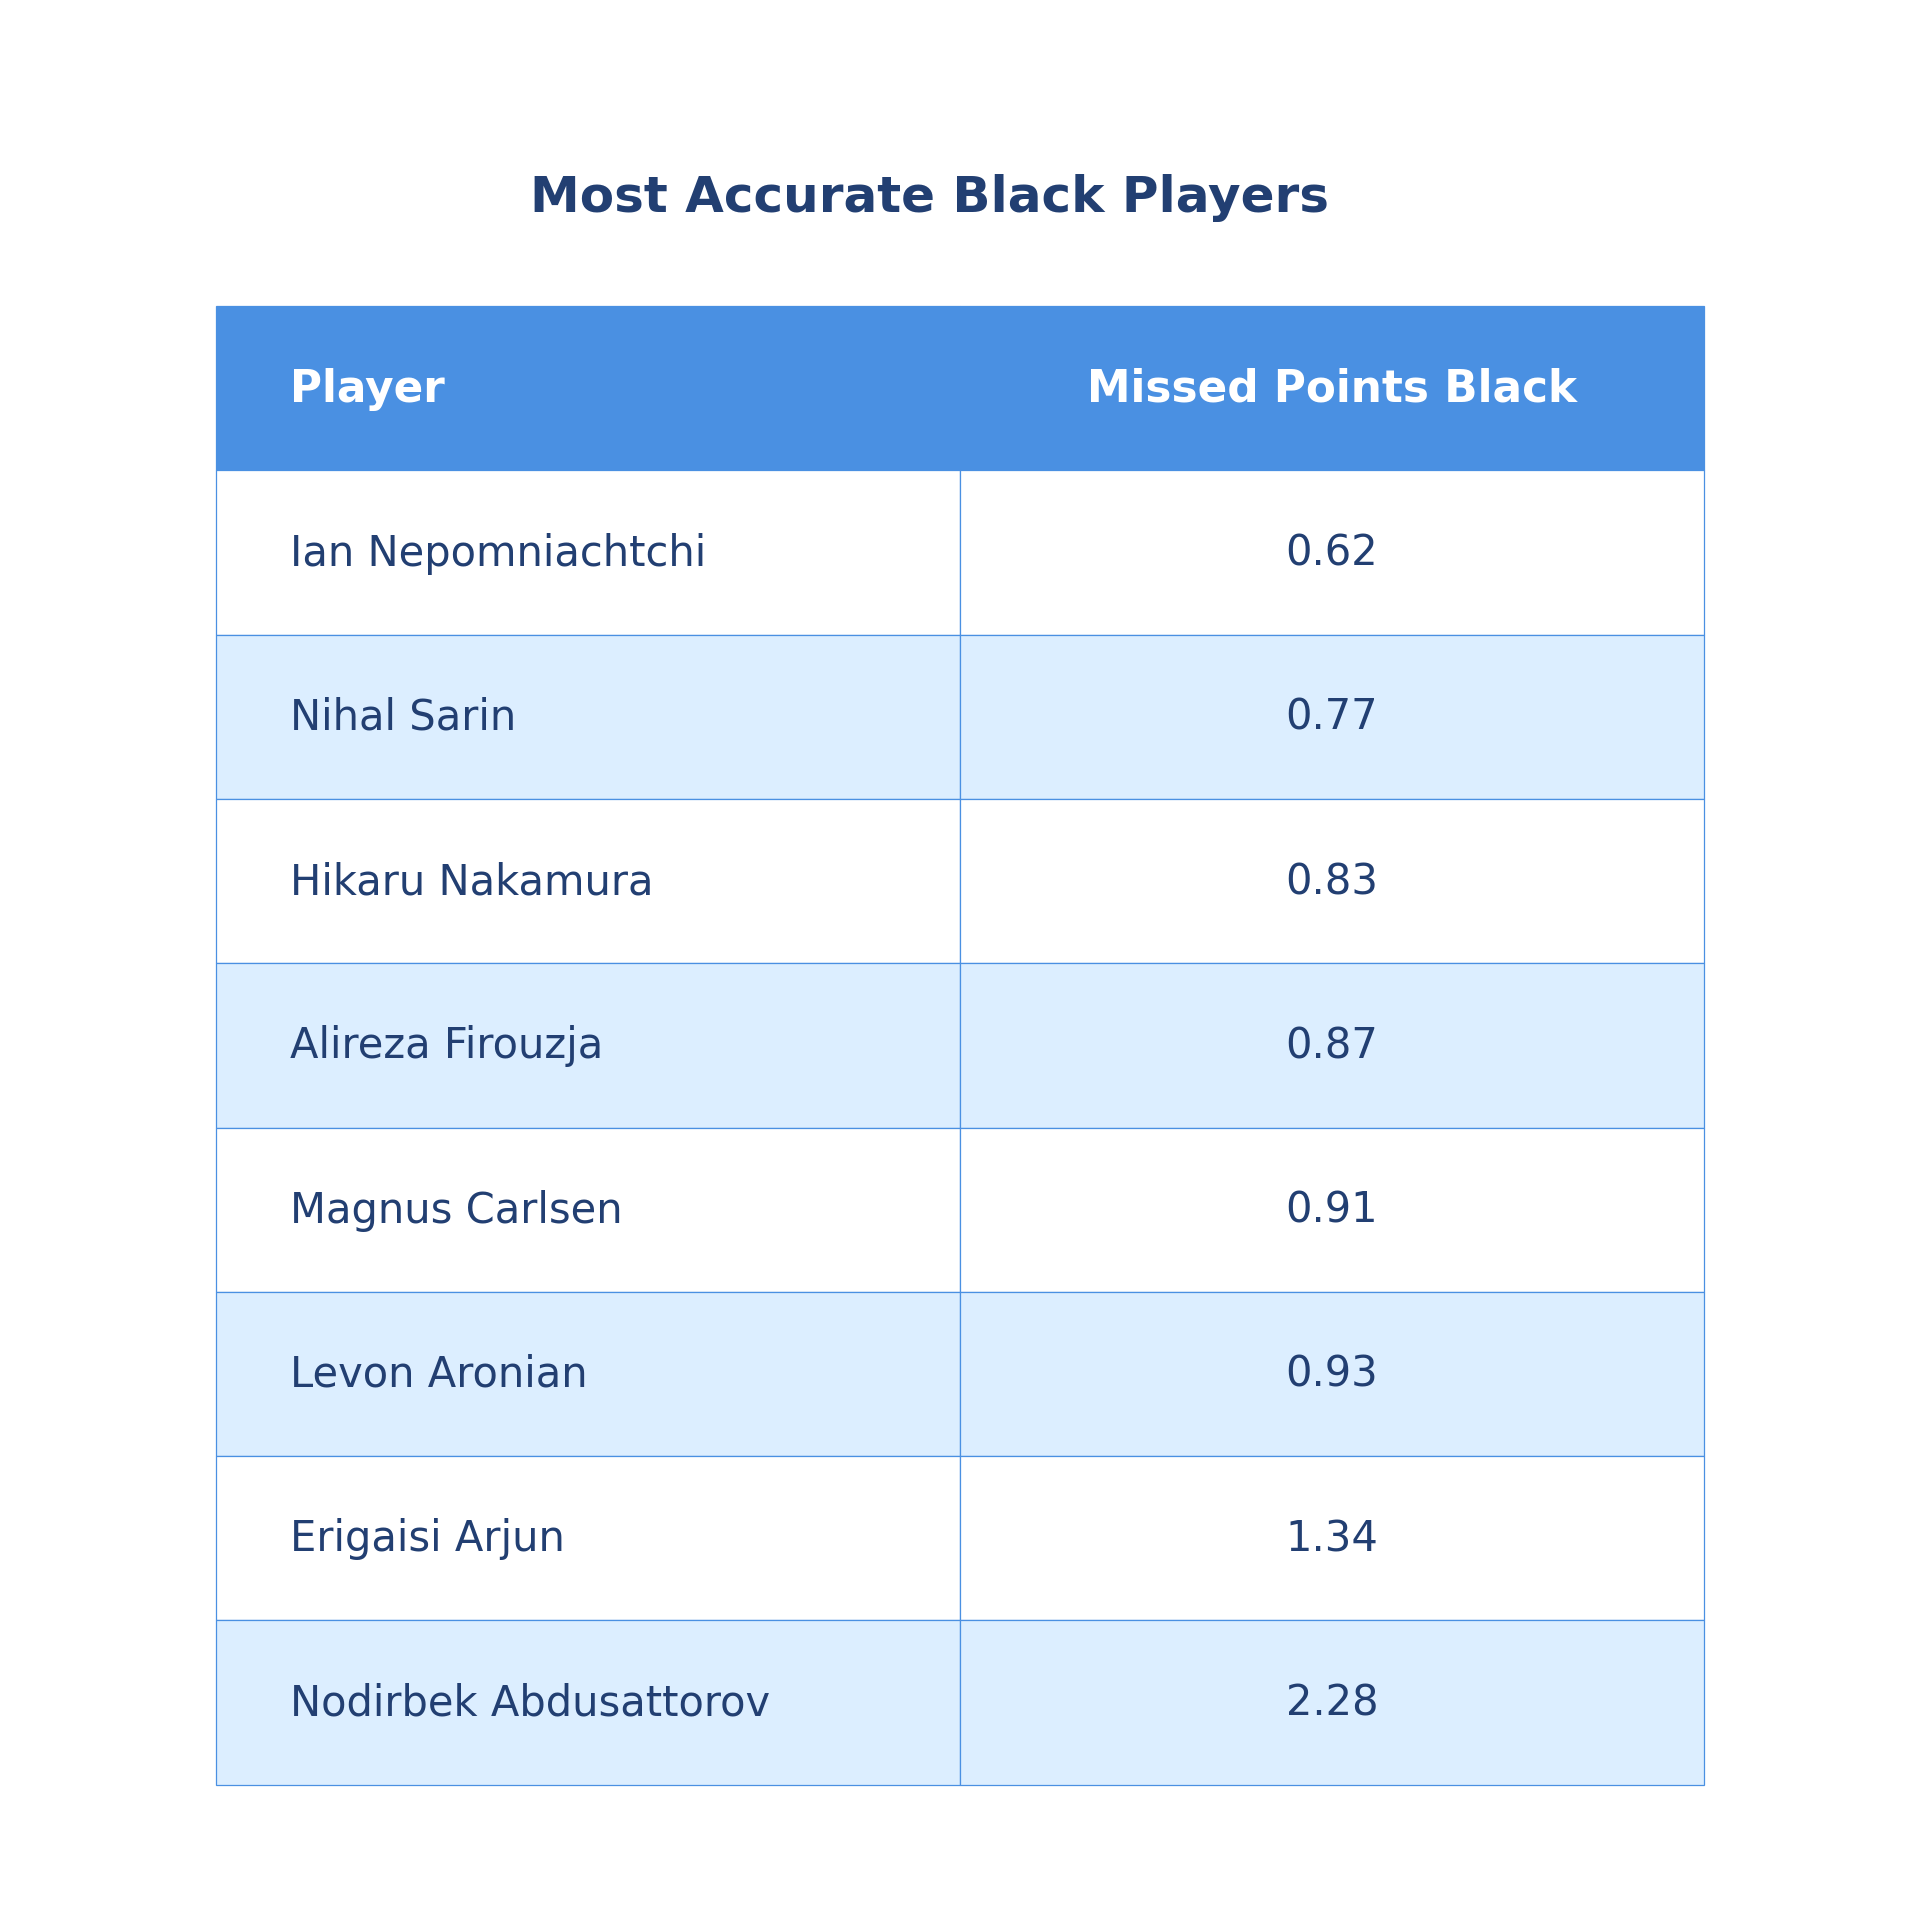 Most Accurate Black Players
Player Missed Points Black
Ian Nepomniachtchi 0.62
Nihal Sarin 0.77
Hikaru Nakamura 0.83
Alireza Firouzja 0.87
Magnus Carlsen 0.91
Levon Aronian 0.93
Erigaisi Arjun 1.34
Nodirbek Abdusattorov 2.28